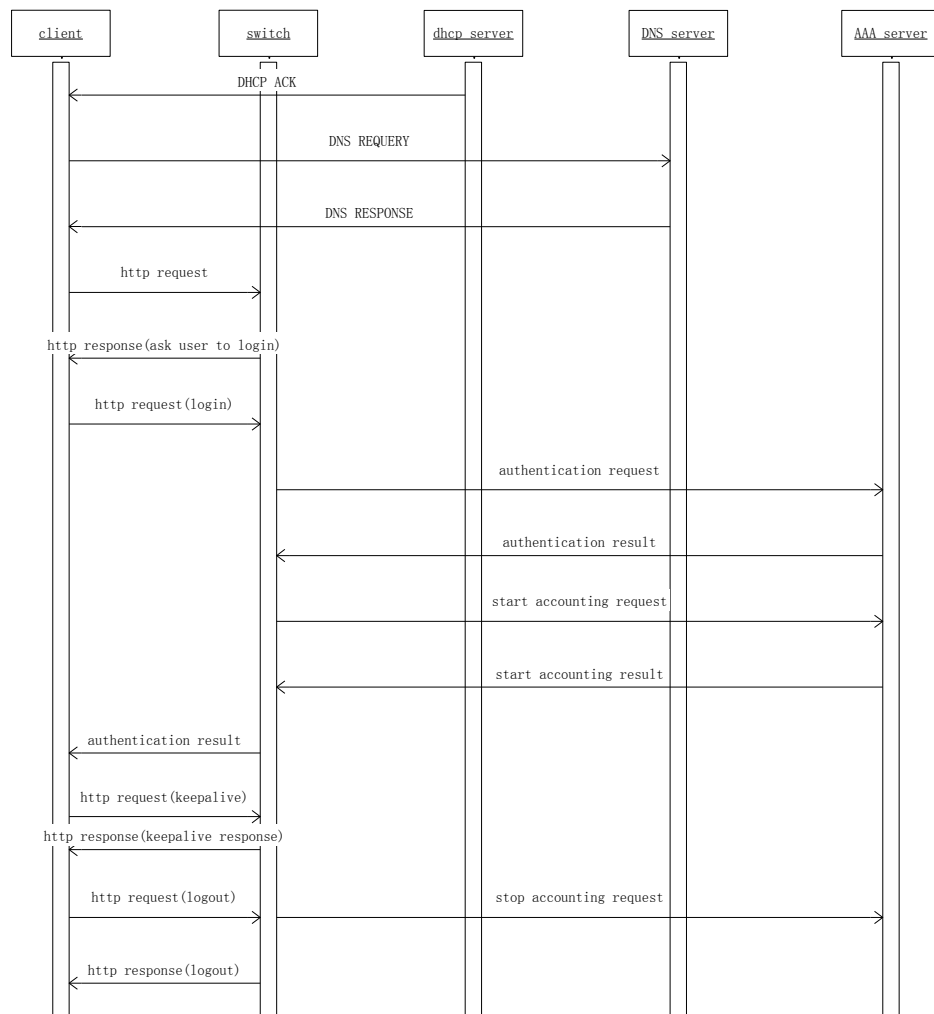 client
switch
dhcp server
DNS server
AAA server
DHCP ACK
DNS REQUERY
DNS RESPONSE
http request
http response(ask user to login)
http request(login)
authentication request
authentication result
start accounting request
start accounting result
authentication result
http request(keepalive)
http response(keepalive response)
http request(logout)
stop accounting request
http response(logout)